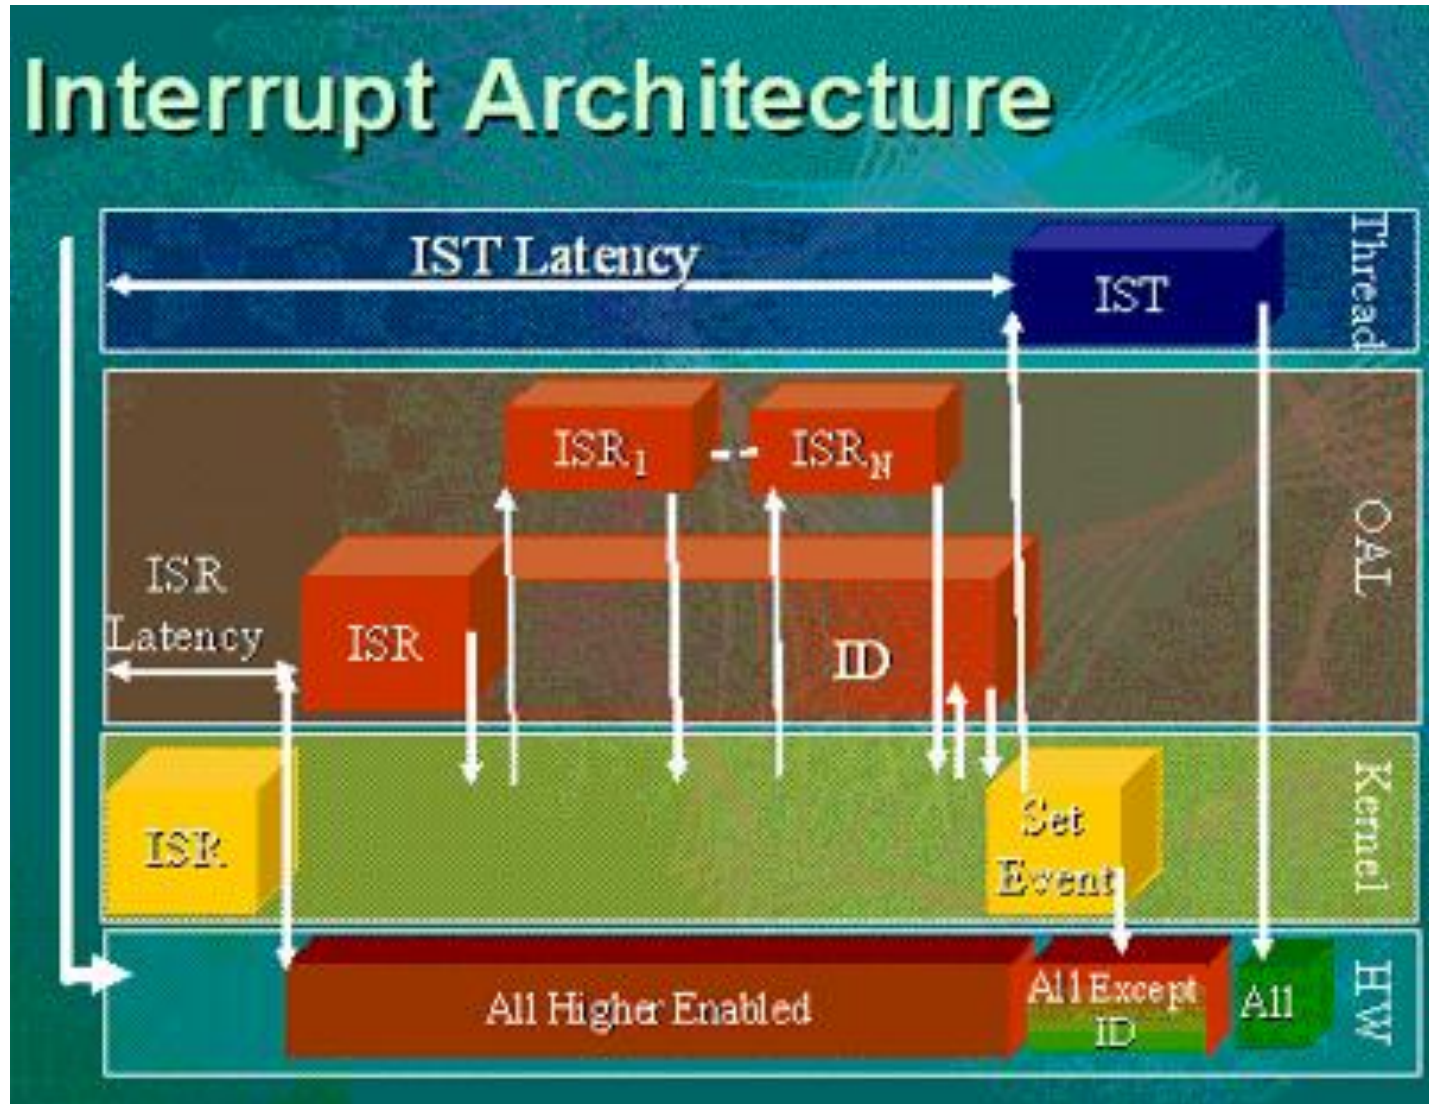 Interrupt Architecture
IST Latency
IST
Thread
ISR1
ISRN
ISR
Latency
ISR
ID
OAL
ISR
Set
Event
Kernel
All Higher Enabled
All Except
ID
All
HW